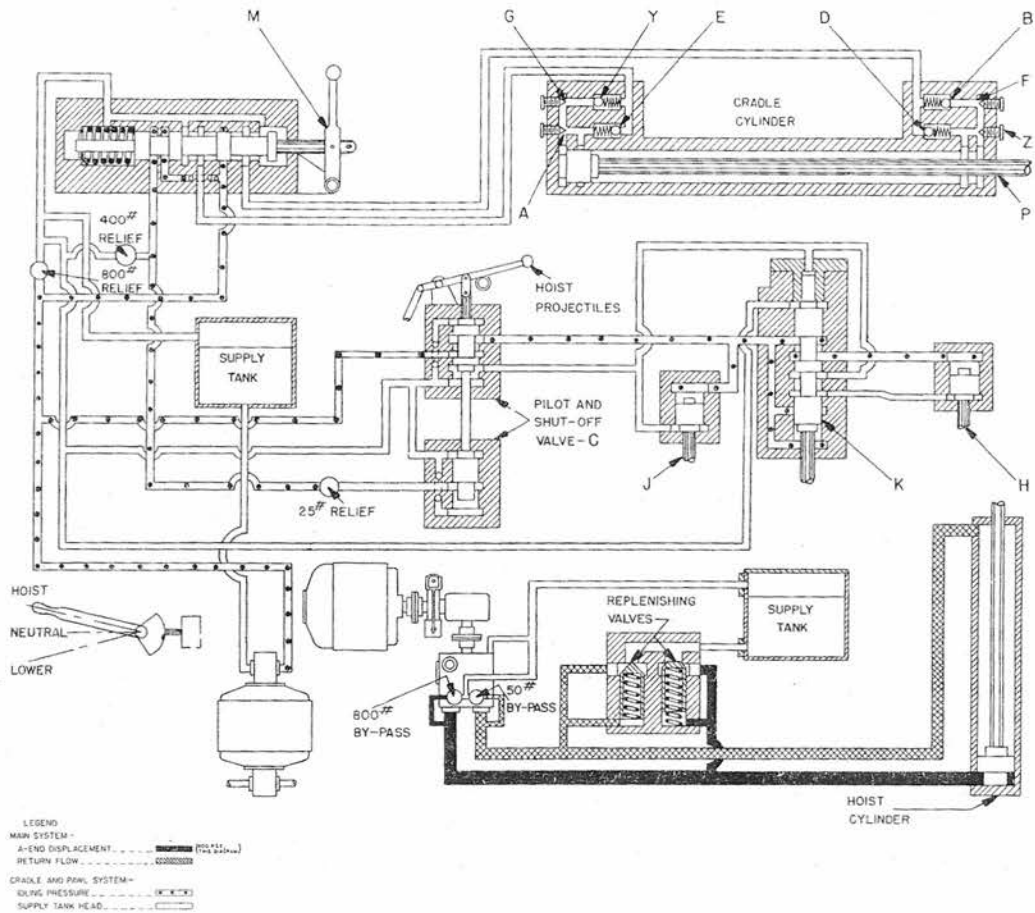 M
G
Y
E
D
B
F
CRADLE
CYLINDER
Z
A
P
400# RELIEF
800# RELIEF
HOIST
PROJECTILES
SUPPLY
TANK
PILOT AND
SHUT-OFF
VALVE-C
J
K
H
25# RELIEF
HOIST
NEUTRAL
LOWER
REPLENISHING
VALVES
SUPPLY
TANK
800#
BY-PASS
50#
BY-PASS
HOIST
CYLINDER
LEGEND
MAIN SYSTEM-
A-END DISPLACEMENT
RETURN FLOW
CRADLE AND PAWL SYSTEM:-
IDLING PRESSURE
SUPPLY TANK HEAD